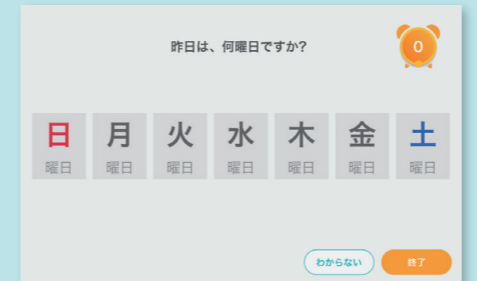 昨日は、何曜日ですか?
0
日 月 火 水 木 金 土
曜日 曜日 曜日 曜日 曜日 曜日 曜日
わからない 終了